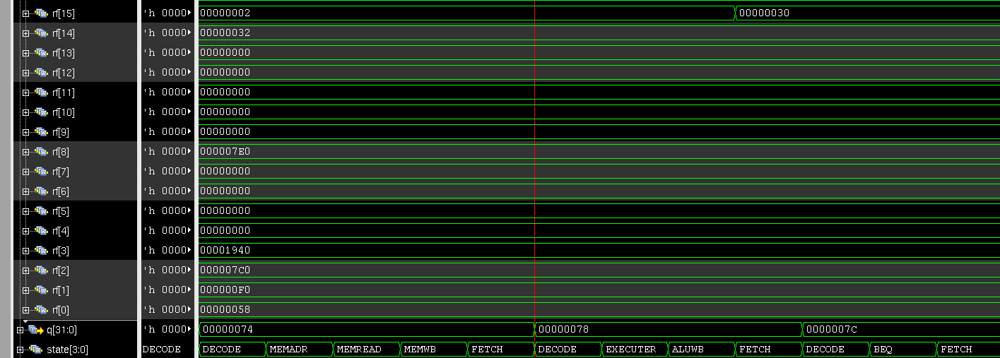 rf[15] 'h 0000 00000002 00000030
rf[14] 'h 0000 00000032
rf[13] 'h 0000 00000000
rf[12] 'h 0000 00000000
rf[11] 'h 0000 00000000
rf[10] 'h 0000 00000000
rf[9] 'h 0000 00000000
rf[8] 'h 0000 000007E0
rf[7] 'h 0000 00000000
rf[6] 'h 0000 00000000
rf[5] 'h 0000 00000000
rf[4] 'h 0000 00000000
rf[3] 'h 0000 00001940
rf[2] 'h 0000 000007C0
rf[1] 'h 0000 000000F0
rf[0] 'h 0000 00000058
q[31:0] 'h 0000 00000074 00000078 0000007C
state[3:0] DECODE DECODE MEMADR MEMREAD MEMWB FETCH DECODE EXECUTER ALUWB FETCH DECODE BEQ FETCH